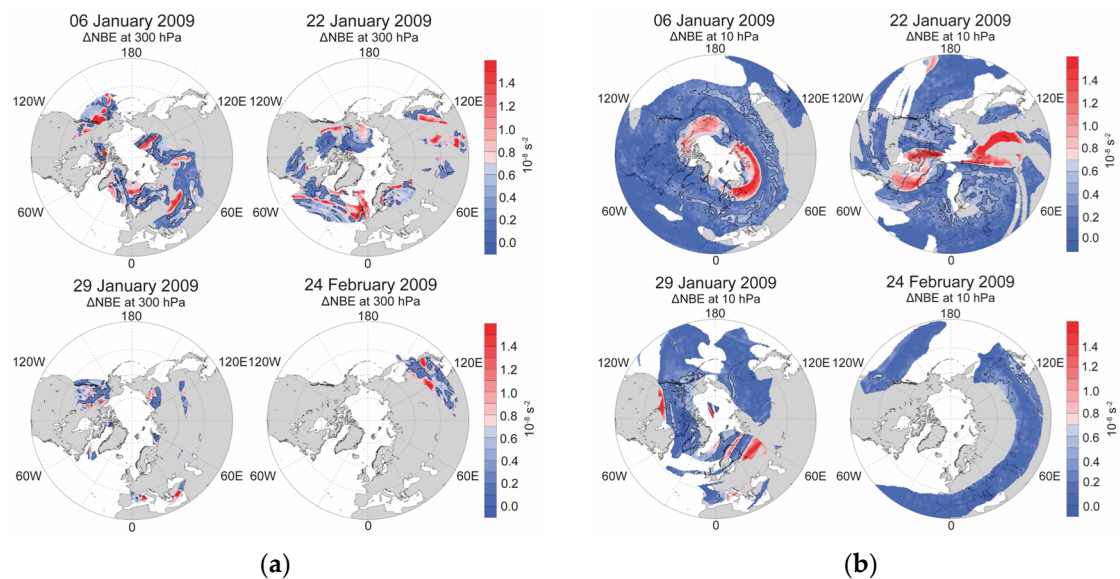 06 January 2009
ΔNBE at 300 hPa
180
120W
120E
60W
60E
0
22 January 2009
ΔNBE at 300 hPa
180
120W
120E
60W
60E
0
1.4
1.2
1.0
0.8
0.6
0.4
0.2
0.0
10⁻⁸ s⁻²
29 January 2009
ΔNBE at 300 hPa
180
120W
120E
60W
60E
0
24 February 2009
ΔNBE at 300 hPa
180
120W
120E
60W
60E
0
1.4
1.2
1.0
0.8
0.6
0.4
0.2
0.0
10⁻⁸ s⁻²
(a)
06 January 2009
ΔNBE at 10 hPa
180
120W
120E
60W
60E
0
22 January 2009
ΔNBE at 10 hPa
180
120W
120E
60W
60E
0
1.4
1.2
1.0
0.8
0.6
0.4
0.2
0.0
10⁻⁸ s⁻²
29 January 2009
ΔNBE at 10 hPa
180
120W
120E
60W
60E
0
24 February 2009
ΔNBE at 10 hPa
180
120W
120E
60W
60E
0
1.4
1.2
1.0
0.8
0.6
0.4
0.2
0.0
10⁻⁸ s⁻²
(b)